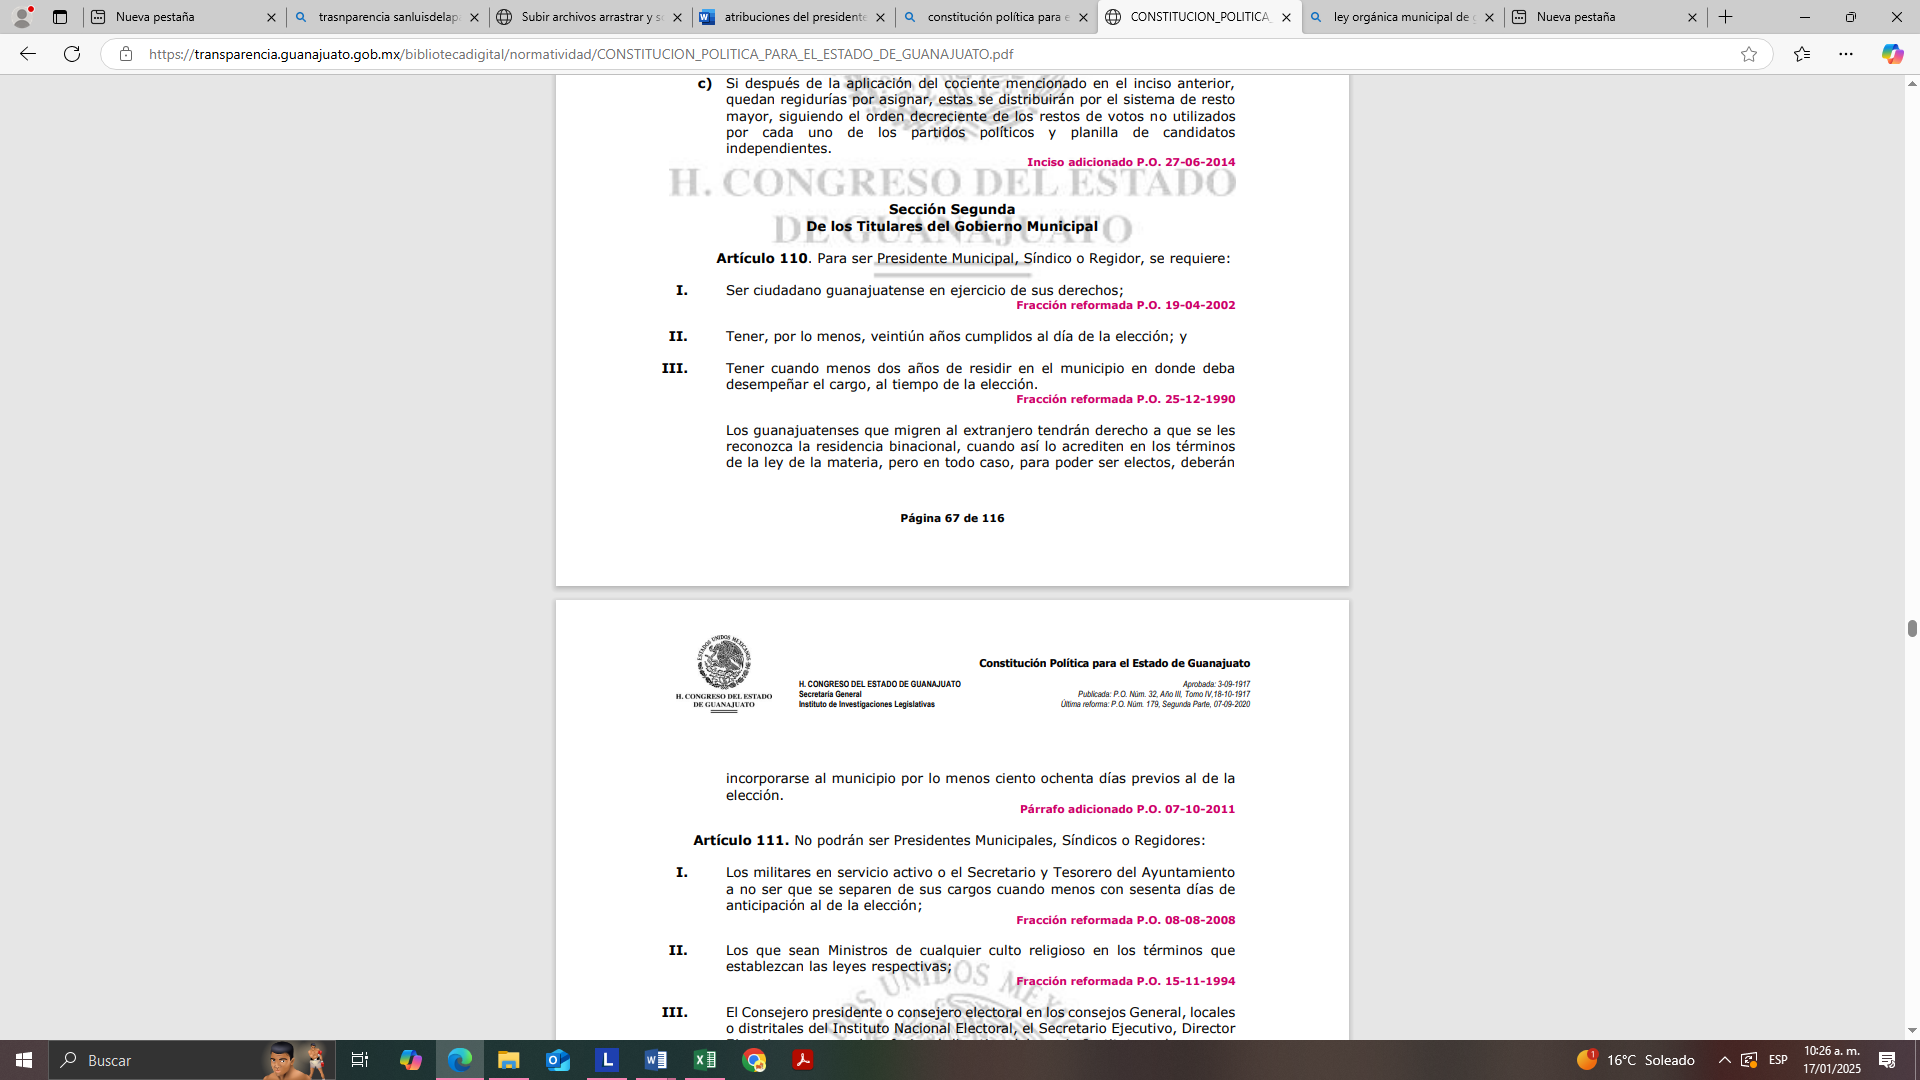 Nueva pestaña
trasnparencia sanluisdelap
Subir archivos arrastrar y s
atribuciones del presidente
constitución política para e
CONSTITUCION_POLITICA_
ley orgánica municipal de g
Nueva pestaña
https://transparencia.guanajuato.gob.mx/bibliotecadigital/normatividad/CONSTITUCION_POLITICA_PARA_EL_ESTADO_DE_GUANAJUATO.pdf
c) Si después de la aplicación del cociente mencionado en el inciso anterior,
quedan regidurías por asignar, estas se distribuirán por el sistema de resto
mayor, siguiendo el orden decreciente de los restos de votos no utilizados
por cada uno de los partidos políticos y planilla de candidatos
independientes.
Inciso adicionado P.O. 27-06-2014
H. CONGRESO DEL ESTADO
DE GUANAJUATO
Sección Segunda
De los Titulares del Gobierno Municipal
Artículo 110. Para ser Presidente Municipal, Síndico o Regidor, se requiere:
I. Ser ciudadano guanajuatense en ejercicio de sus derechos;
Fracción reformada P.O. 19-04-2002
II. Tener, por lo menos, veintiún años cumplidos al día de la elección; y
III. Tener cuando menos dos años de residir en el municipio en donde deba
desempeñar el cargo, al tiempo de la elección.
Fracción reformada P.O. 25-12-1990
Los guanajuatenses que migren al extranjero tendrán derecho a que se les
reconozca la residencia binacional, cuando así lo acrediten en los términos
de la ley de la materia, pero en todo caso, para poder ser electos, deberán
Página 67 de 116
ESTADOS UNIDOS MEXICANOS
H. CONGRESO DEL ESTADO
DE GUANAJUATO
H. CONGRESO DEL ESTADO DE GUANAJUATO
Secretaría General
Instituto de Investigaciones Legislativas
Constitución Política para el Estado de Guanajuato
Aprobada: 3-09-1917
Publicada: P.O. Núm. 32, Año III, Tomo IV,18-10-1917
Última reforma: P.O. Núm. 179, Segunda Parte, 07-09-2020
incorporarse al municipio por lo menos ciento ochenta días previos al de la
elección.
Párrafo adicionado P.O. 07-10-2011
Artículo 111. No podrán ser Presidentes Municipales, Síndicos o Regidores:
I. Los militares en servicio activo o el Secretario y Tesorero del Ayuntamiento
a no ser que se separen de sus cargos cuando menos con sesenta días de
anticipación al de la elección;
Fracción reformada P.O. 08-08-2008
II. Los que sean Ministros de cualquier culto religioso en los términos que
establezcan las leyes respectivas;
Fracción reformada P.O. 15-11-1994
III. El Consejero presidente o consejero electoral en los consejos General, locales
o distritales del Instituto Nacional Electoral, el Secretario Ejecutivo, Director
Buscar
16°C Soleado
ESP
10:26 a. m.
17/01/2025